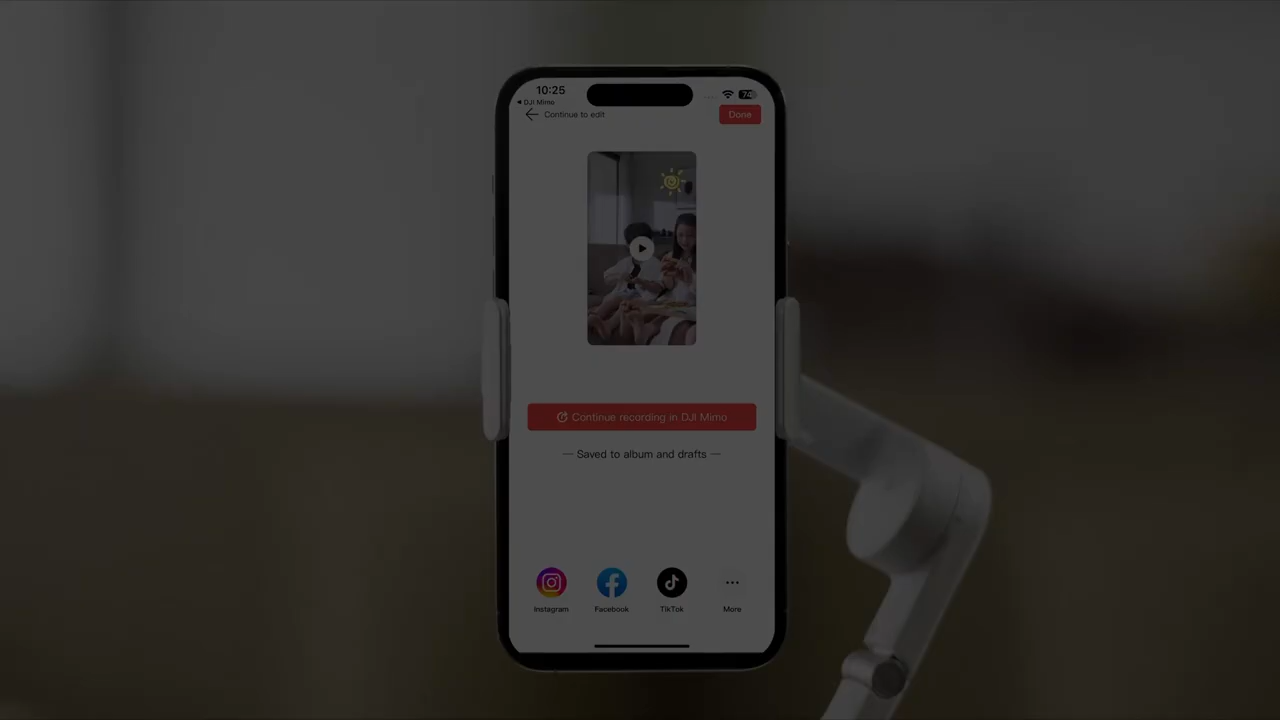 10:25
74
◀ DJI Mimo
Continue to edit
Done
Continue recording in DJI Mimo
— Saved to album and drafts —
Instagram
Facebook
TikTok
More